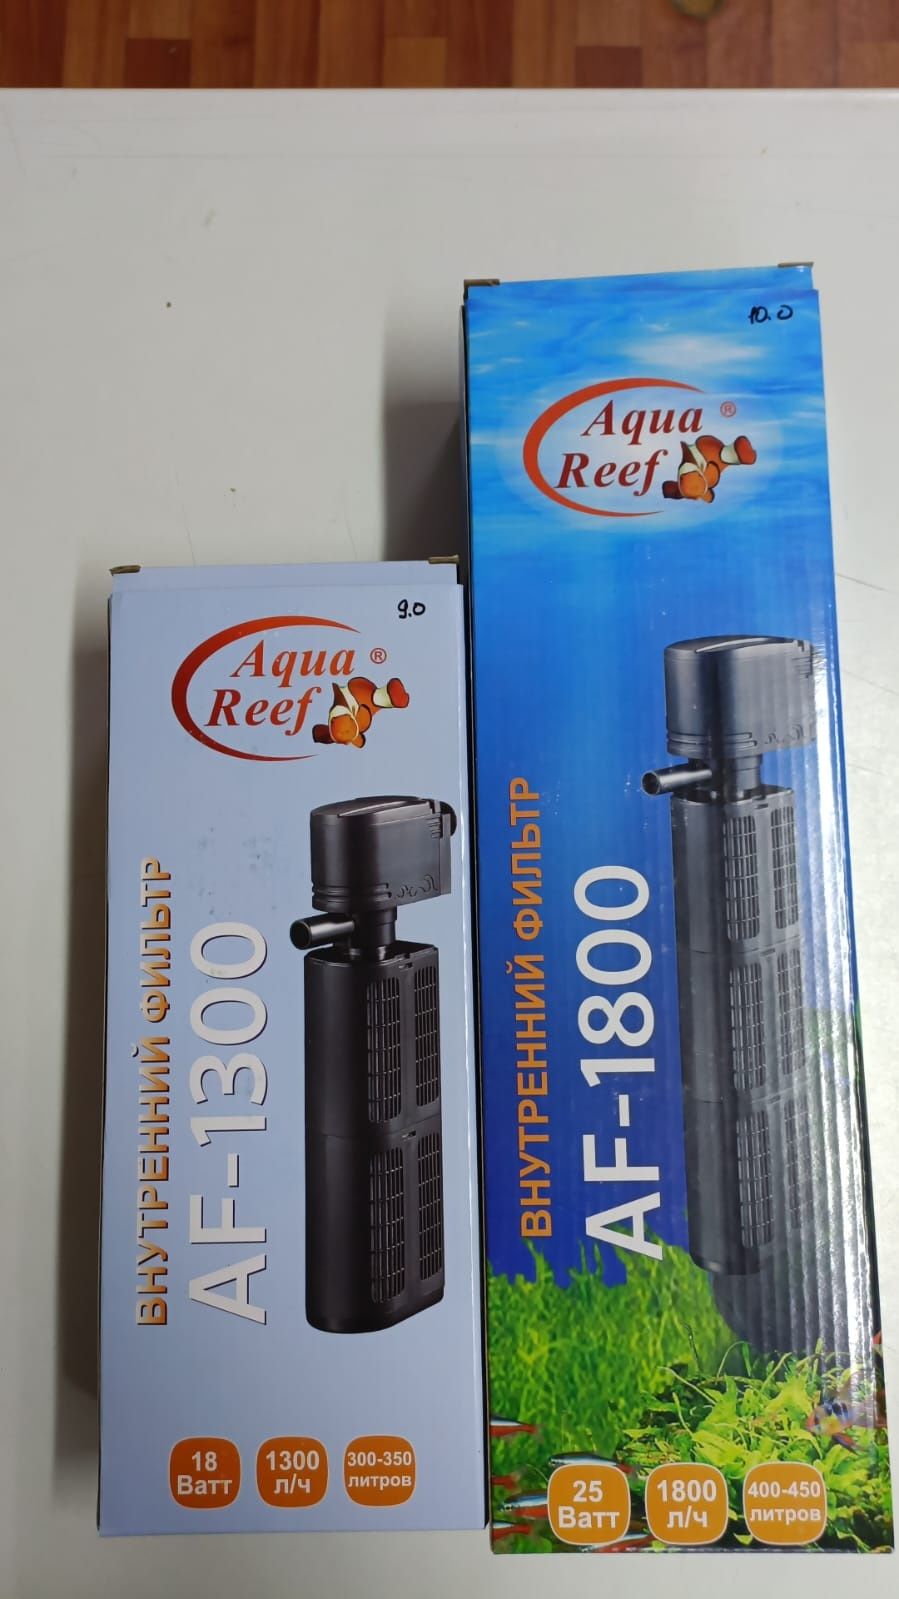 9.0
Aqua ®
Reef
ВНУТРЕННИЙ ФИЛЬТР
AF-1300
18
Ватт
1300
л/ч
300-350
литров
10.0
Aqua ®
Reef
ВНУТРЕННИЙ ФИЛЬТР
AF-1800
25
Ватт
1800
л/ч
400-450
литров